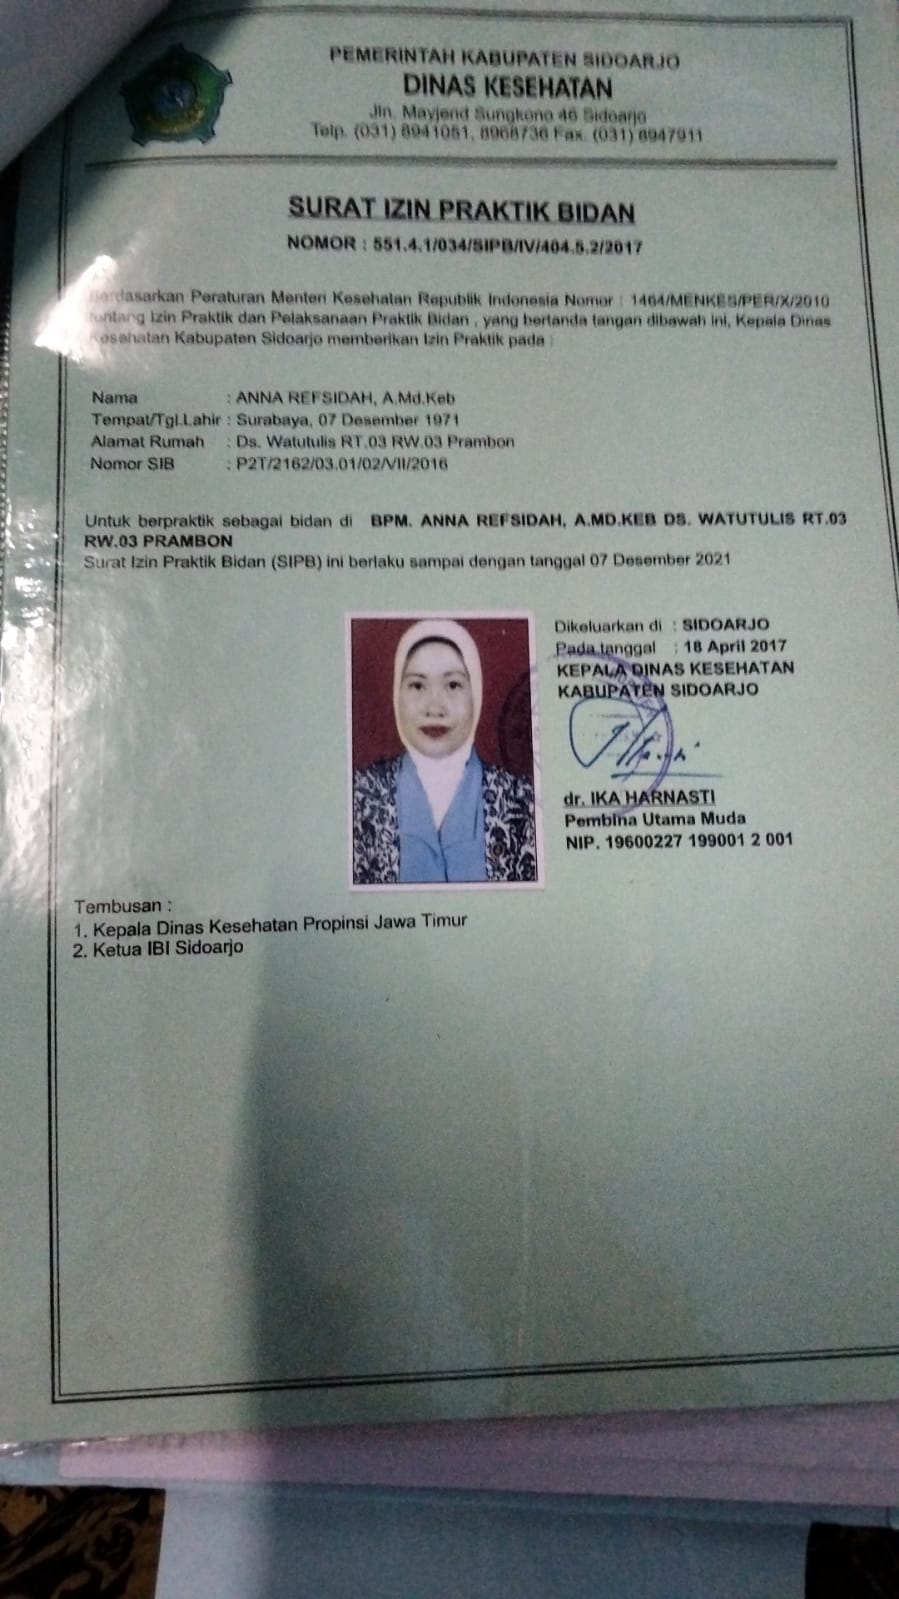 PEMERINTAH KABUPATEN SIDOARJO
DINAS KESEHATAN
Jln. Mayjend Sungkono 46 Sidoarjo
Telp. (031) 8941051, 8968736 Fax. (031) 8947911
SURAT IZIN PRAKTIK BIDAN
NOMOR : 551.4.1/034/SIPB/IV/404.5.2/2017
Berdasarkan Peraturan Menteri Kesehatan Republik Indonesia Nomor : 1464/MENKES/PER/X/2010
tentang Izin Praktik dan Pelaksanaan Praktik Bidan , yang bertanda tangan dibawah ini, Kepala Dinas
Kesehatan Kabupaten Sidoarjo memberikan Izin Praktik pada :
Nama : ANNA REFSIDAH, A.Md.Keb
Tempat/Tgl.Lahir : Surabaya, 07 Desember 1971
Alamat Rumah : Ds. Watutulis RT.03 RW.03 Prambon
Nomor SIB : P2T/2162/03.01/02/VII/2016
Untuk berpraktik sebagai bidan di BPM. ANNA REFSIDAH, A.MD.KEB DS. WATUTULIS RT.03
RW.03 PRAMBON
Surat Izin Praktik Bidan (SIPB) ini berlaku sampai dengan tanggal 07 Desember 2021
Dikeluarkan di : SIDOARJO
Pada tanggal : 18 April 2017
KEPALA DINAS KESEHATAN
KABUPATEN SIDOARJO
dr. IKA HARNASTI
Pembina Utama Muda
NIP. 19600227 199001 2 001
Tembusan :
1. Kepala Dinas Kesehatan Propinsi Jawa Timur
2. Ketua IBI Sidoarjo